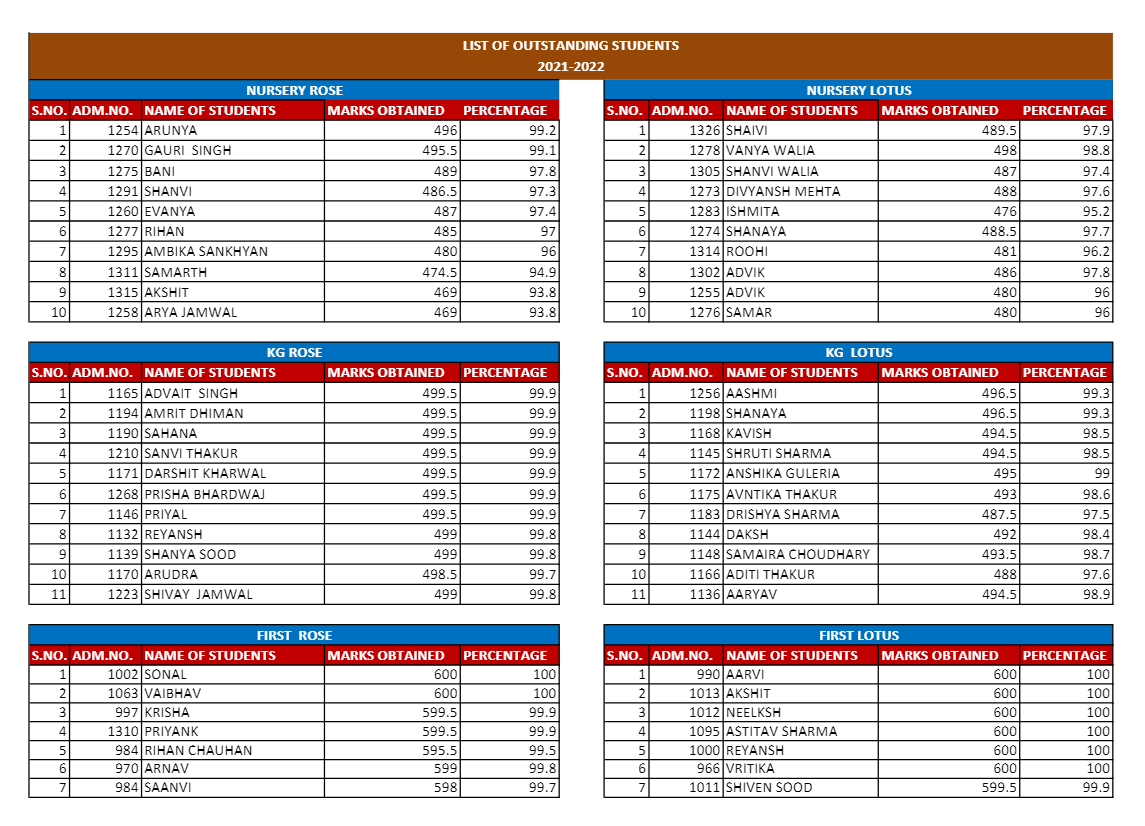 LIST OF OUTSTANDING STUDENTS
2021-2022
NURSERY ROSE
S.NO. ADM.NO. NAME OF STUDENTS MARKS OBTAINED PERCENTAGE
1 1254 ARUNYA 496 99.2
2 1270 GAURI SINGH 495.5 99.1
3 1275 BANI 489 97.8
4 1291 SHANVI 486.5 97.3
5 1260 EVANYA 487 97.4
6 1277 RIHAN 485 97
7 1295 AMBIKA SANKHYAN 480 96
8 1311 SAMARTH 474.5 94.9
9 1315 AKSHIT 469 93.8
10 1258 ARYA JAMWAL 469 93.8
NURSERY LOTUS
S.NO. ADM.NO. NAME OF STUDENTS MARKS OBTAINED PERCENTAGE
1 1326 SHAIVI 489.5 97.9
2 1278 VANYA WALIA 498 98.8
3 1305 SHANVI WALIA 487 97.4
4 1273 DIVYANSH MEHTA 488 97.6
5 1283 ISHMITA 476 95.2
6 1274 SHANAYA 488.5 97.7
7 1314 ROOHI 481 96.2
8 1302 ADVIK 486 97.8
9 1255 ADVIK 480 96
10 1276 SAMAR 480 96
KG ROSE
S.NO. ADM.NO. NAME OF STUDENTS MARKS OBTAINED PERCENTAGE
1 1165 ADVAIT SINGH 499.5 99.9
2 1194 AMRIT DHIMAN 499.5 99.9
3 1190 SAHANA 499.5 99.9
4 1210 SANVI THAKUR 499.5 99.9
5 1171 DARSHIT KHARWAL 499.5 99.9
6 1268 PRISHA BHARDWAJ 499.5 99.9
7 1146 PRIYAL 499.5 99.9
8 1132 REYANSH 499 99.8
9 1139 SHANYA SOOD 499 99.8
10 1170 ARUDRA 498.5 99.7
11 1223 SHIVAY JAMWAL 499 99.8
KG LOTUS
S.NO. ADM.NO. NAME OF STUDENTS MARKS OBTAINED PERCENTAGE
1 1256 AASHMI 496.5 99.3
2 1198 SHANAYA 496.5 99.3
3 1168 KAVISH 494.5 98.5
4 1145 SHRUTI SHARMA 494.5 98.5
5 1172 ANSHIKA GULERIA 495 99
6 1175 AVNTIKA THAKUR 493 98.6
7 1183 DRISHYA SHARMA 487.5 97.5
8 1144 DAKSH 492 98.4
9 1148 SAMAIRA CHOUDHARY 493.5 98.7
10 1166 ADITI THAKUR 488 97.6
11 1136 AARYAV 494.5 98.9
FIRST ROSE
S.NO. ADM.NO. NAME OF STUDENTS MARKS OBTAINED PERCENTAGE
1 1002 SONAL 600 100
2 1063 VAIBHAV 600 100
3 997 KRISHA 599.5 99.9
4 1310 PRIYANK 599.5 99.9
5 984 RIHAN CHAUHAN 595.5 99.5
6 970 ARNAV 599 99.8
7 984 SAANVI 598 99.7
FIRST LOTUS
S.NO. ADM.NO. NAME OF STUDENTS MARKS OBTAINED PERCENTAGE
1 990 AARVI 600 100
2 1013 AKSHIT 600 100
3 1012 NEELKSH 600 100
4 1095 ASTITAV SHARMA 600 100
5 1000 REYANSH 600 100
6 966 VRITIKA 600 100
7 1011 SHIVEN SOOD 599.5 99.9